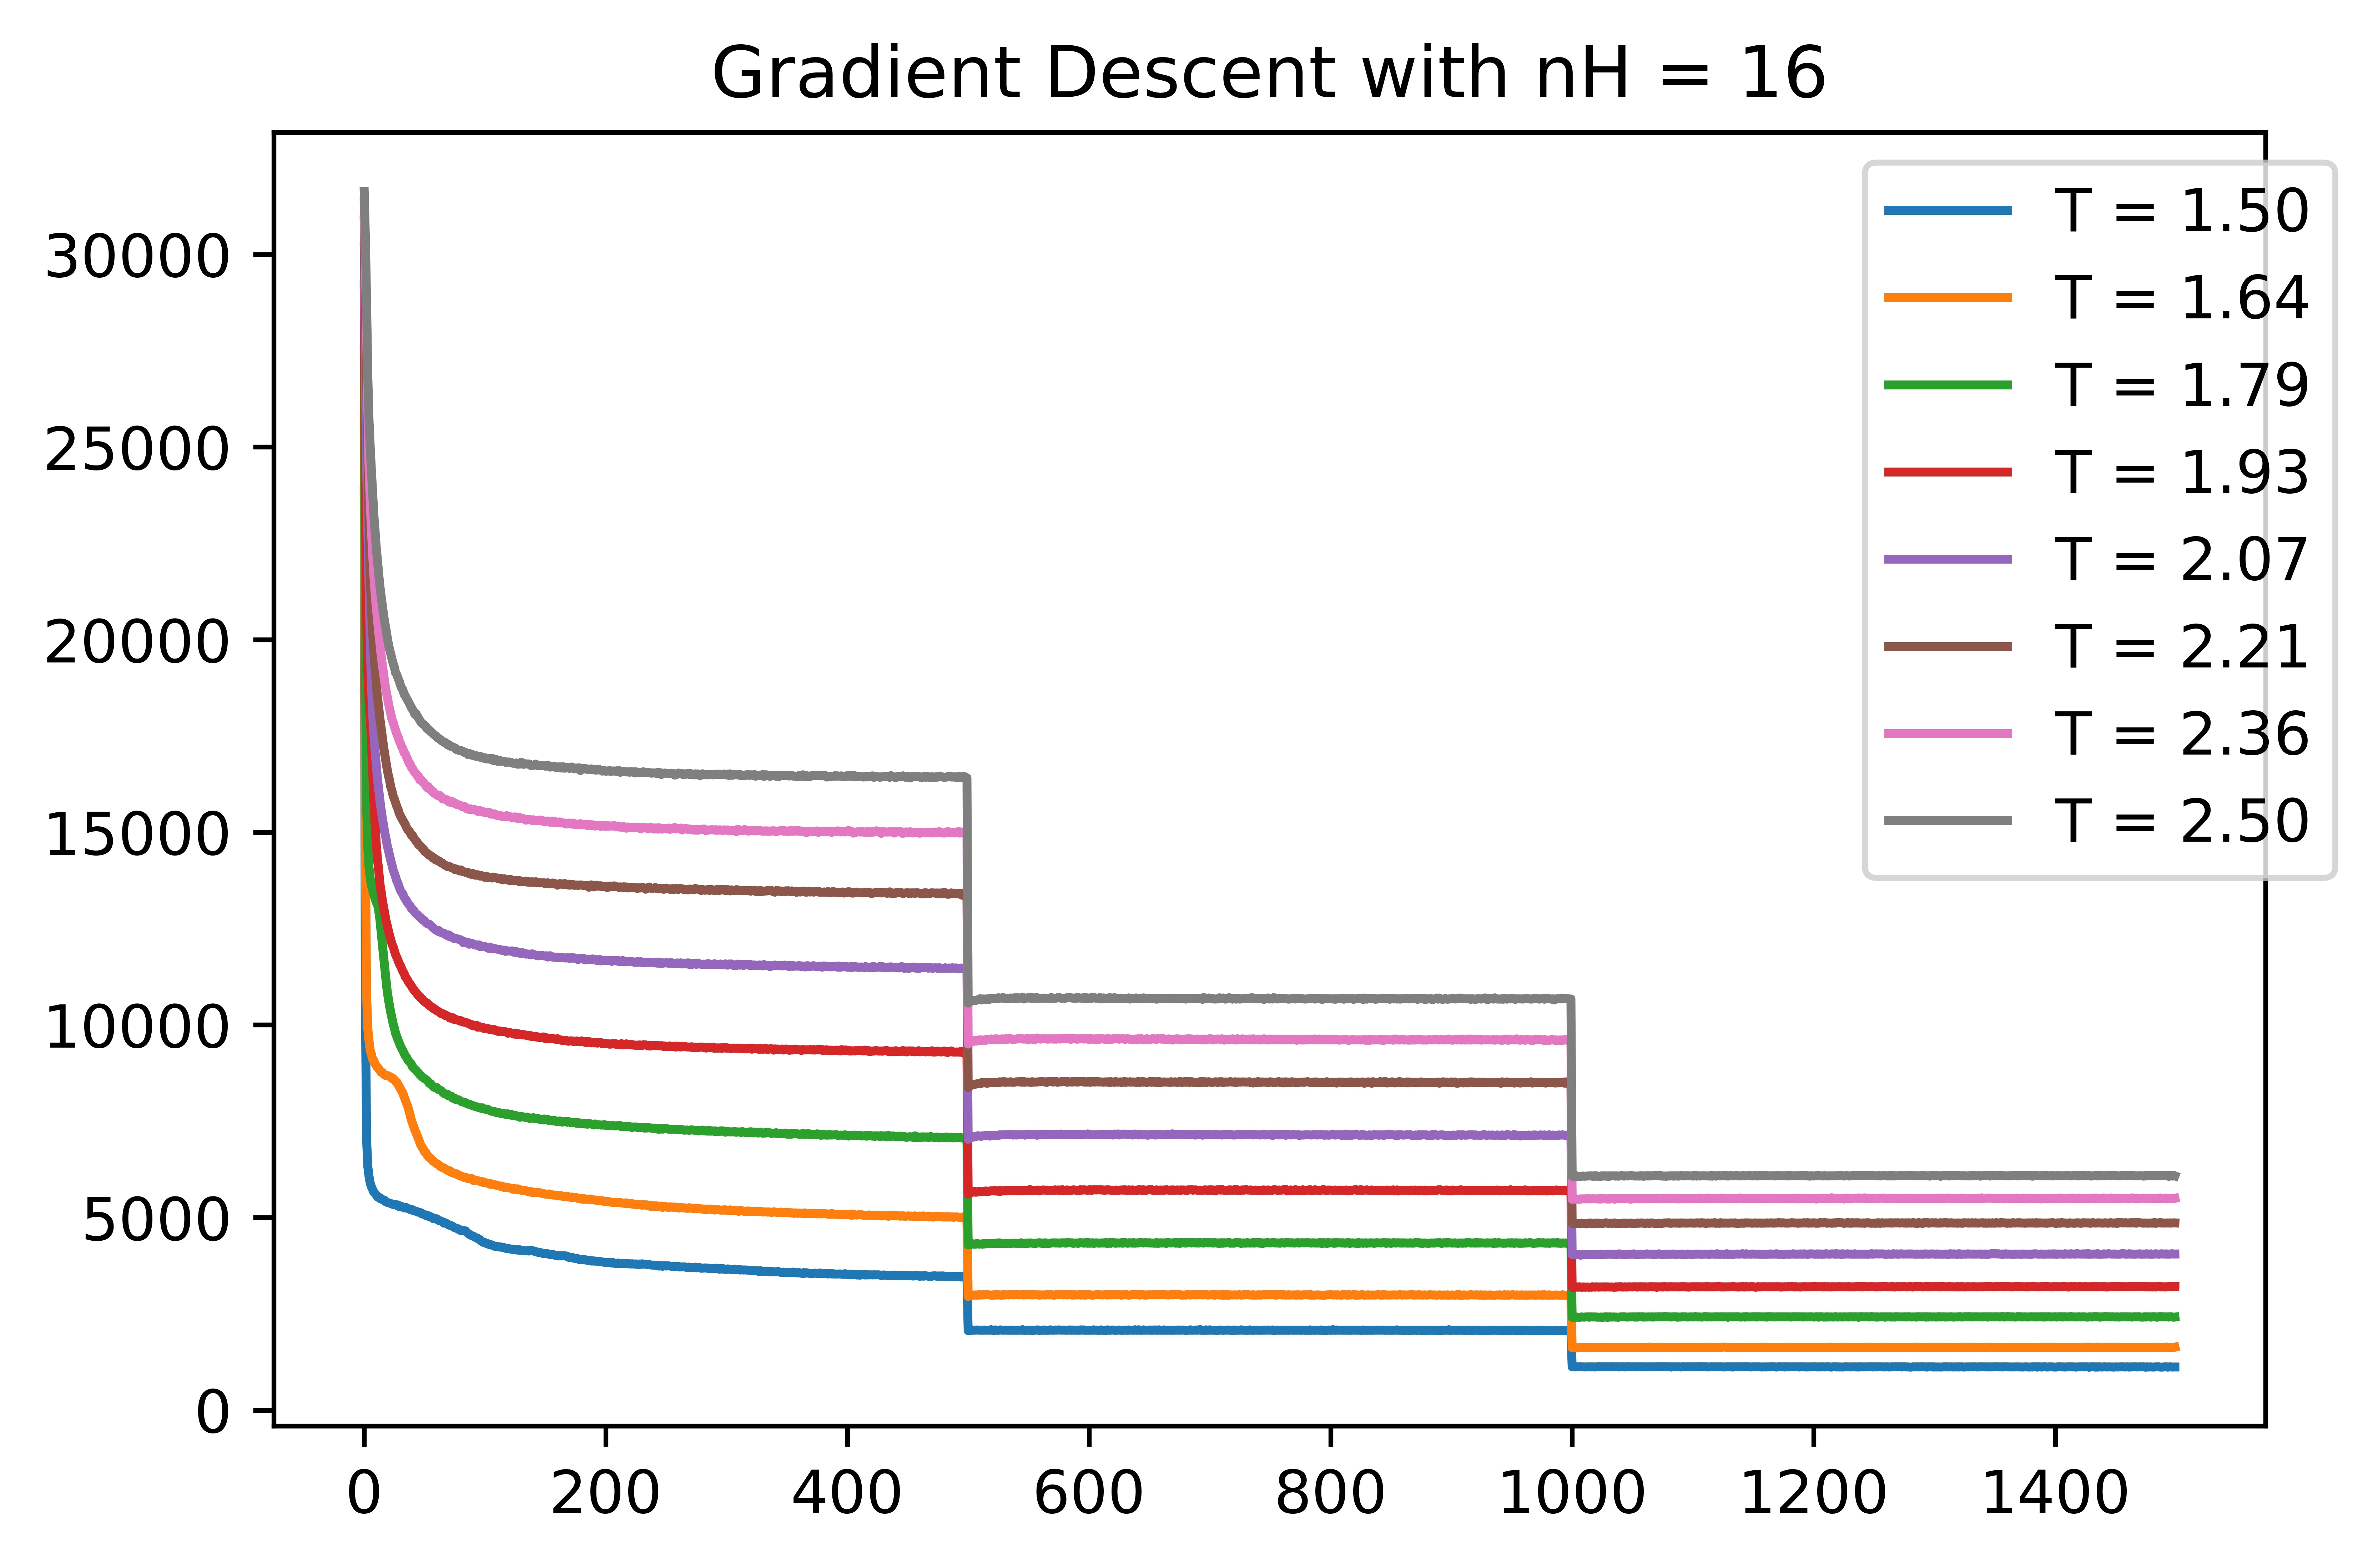 Gradient Descent with nH = 16
30000
25000
20000
15000
10000
5000
0
0 200 400 600 800 1000 1200 1400
T = 1.50
T = 1.64
T = 1.79
T = 1.93
T = 2.07
T = 2.21
T = 2.36
T = 2.50